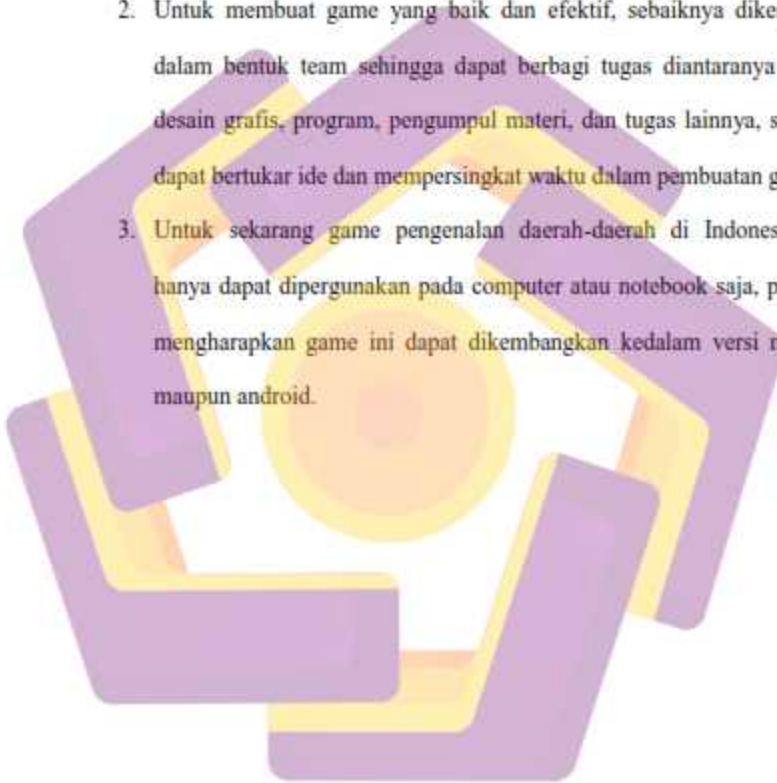 2. Untuk membuat game yang baik dan efektif, sebaiknya dike
dalam bentuk team sehingga dapat berbagi tugas diantaranya
desain grafis, program, pengumpul materi, dan tugas lainnya, s
dapat bertukar ide dan mempersingkat waktu dalam pembuatan g
3. Untuk sekarang game pengenalan daerah-daerah di Indones
hanya dapat dipergunakan pada computer atau notebook saja, p
mengharapkan game ini dapat dikembangkan kedalam versi
maupun android.